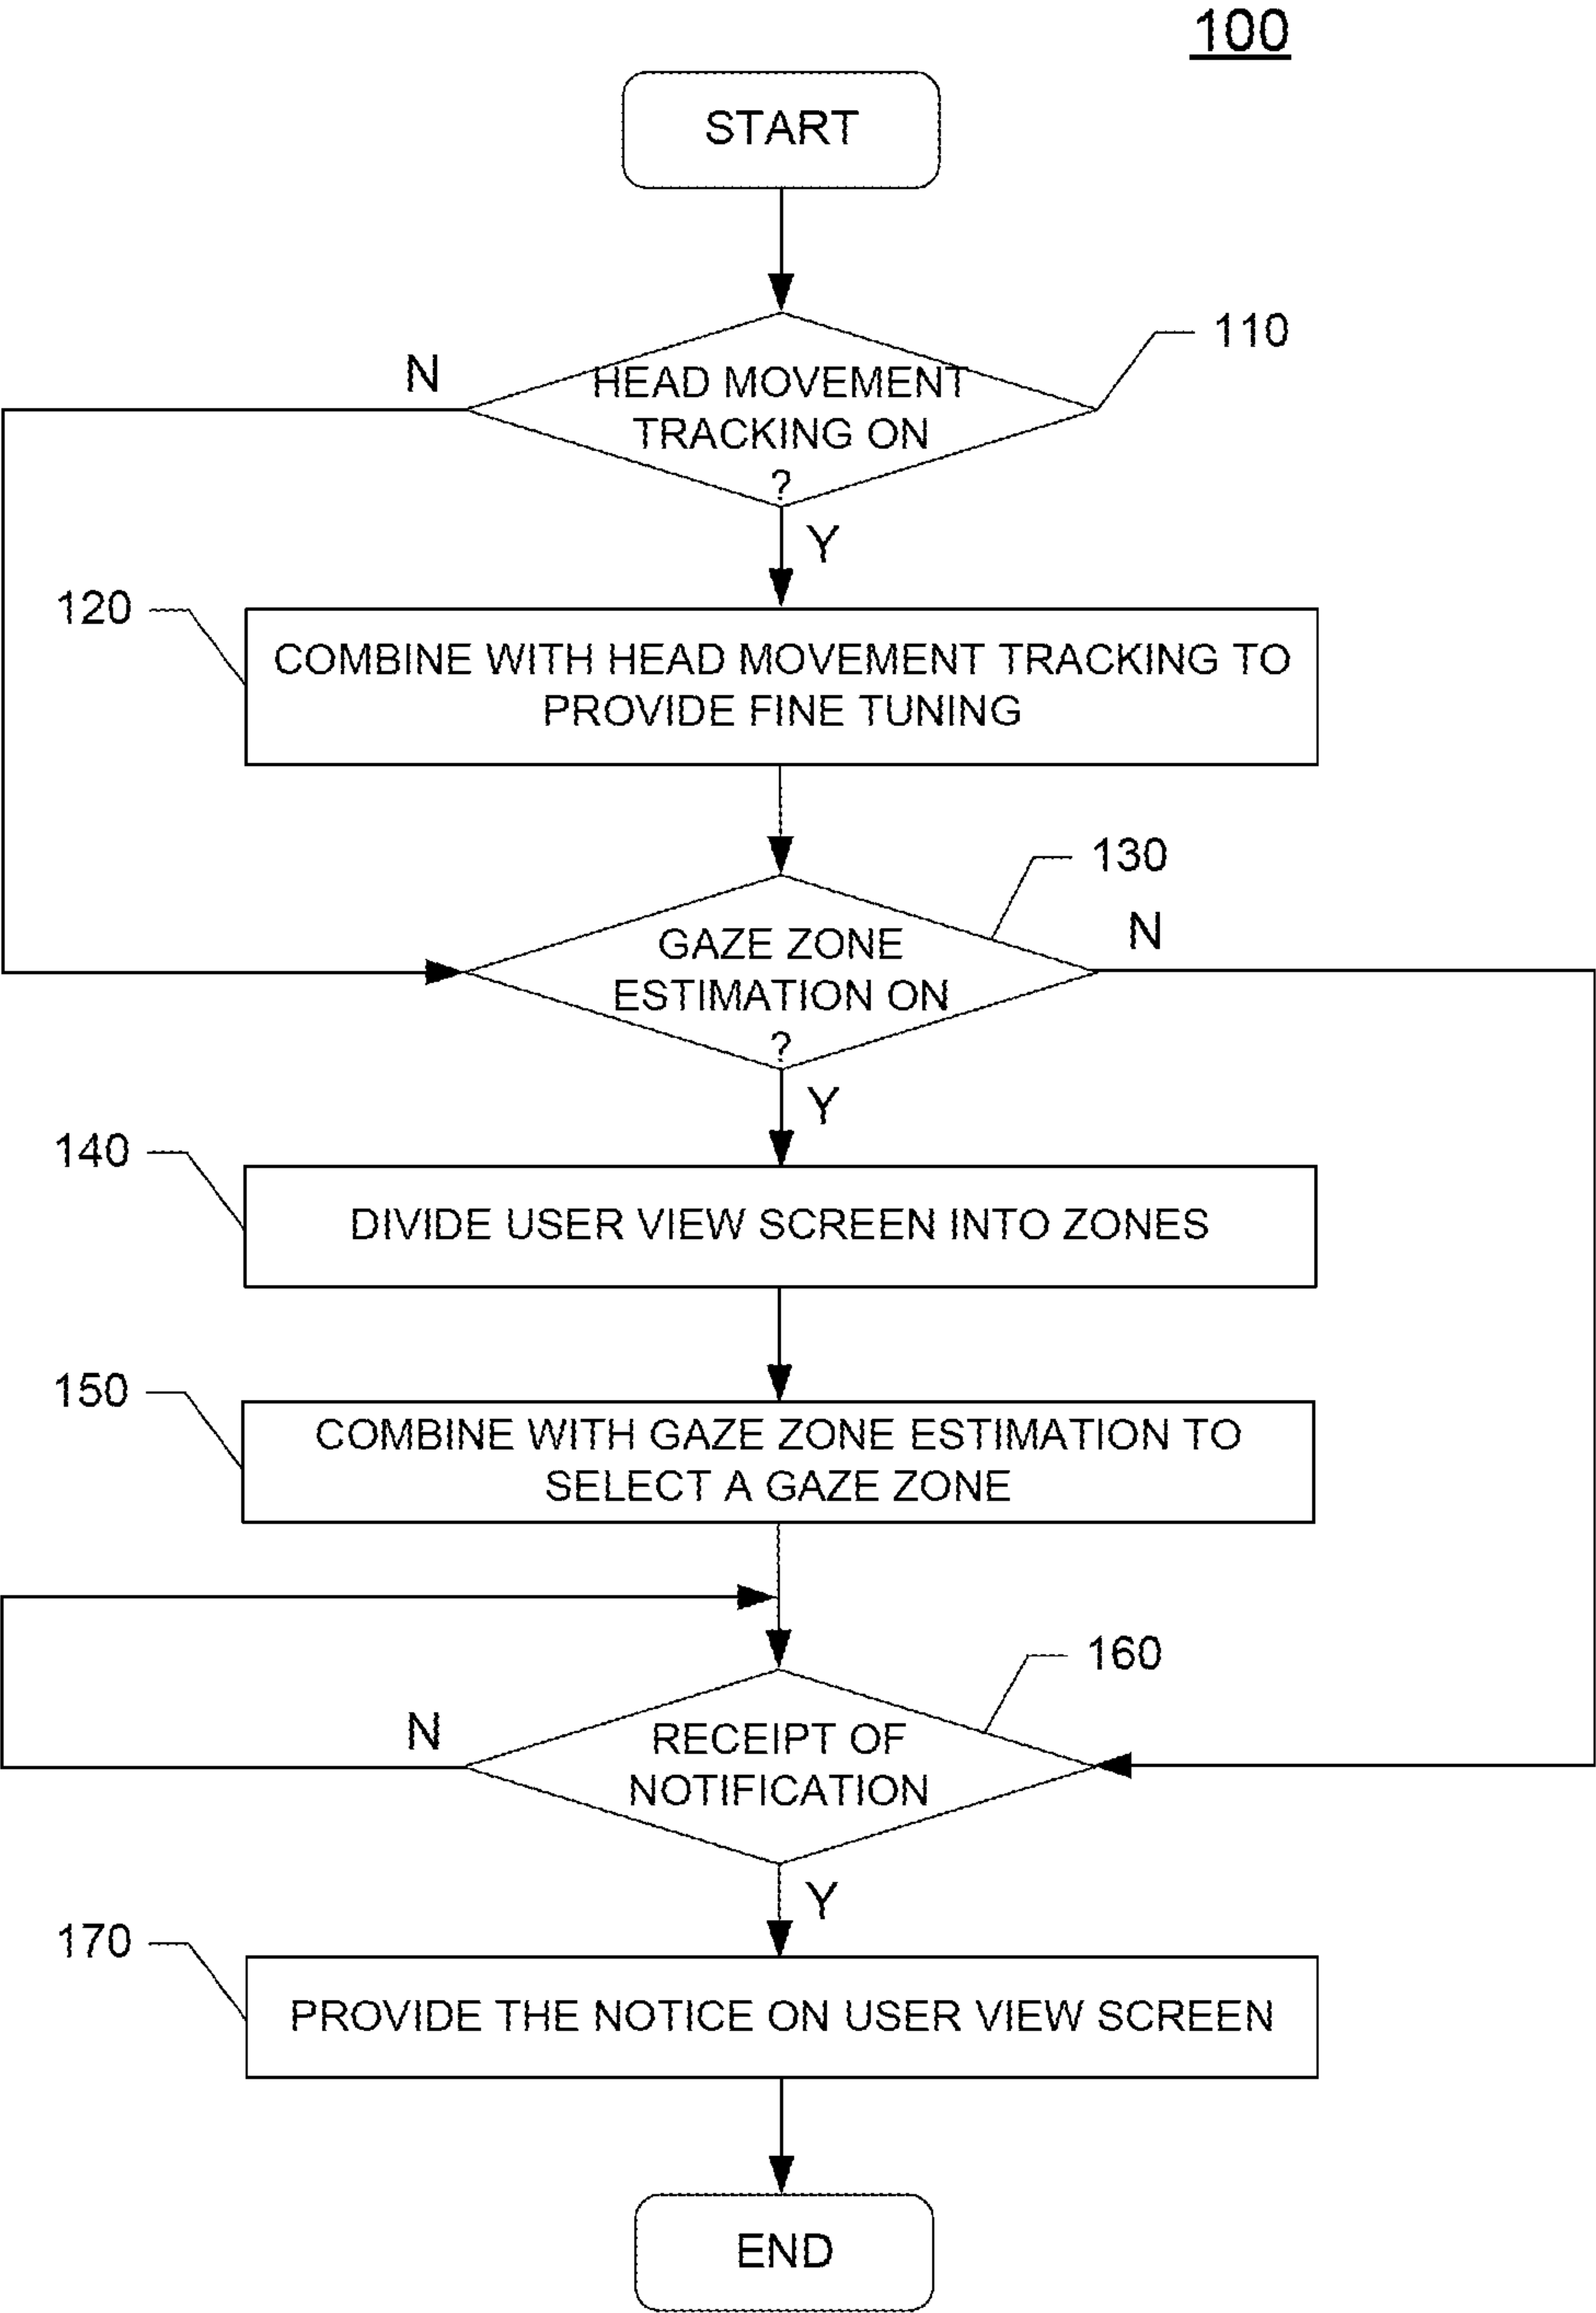 100
START
110
N
HEAD MOVEMENT
TRACKING ON
?
Y
120
COMBINE WITH HEAD MOVEMENT TRACKING TO
PROVIDE FINE TUNING
130
N
GAZE ZONE
ESTIMATION ON
?
Y
140
DIVIDE USER VIEW SCREEN INTO ZONES
150
COMBINE WITH GAZE ZONE ESTIMATION TO
SELECT A GAZE ZONE
160
N
RECEIPT OF
NOTIFICATION
Y
170
PROVIDE THE NOTICE ON USER VIEW SCREEN
END